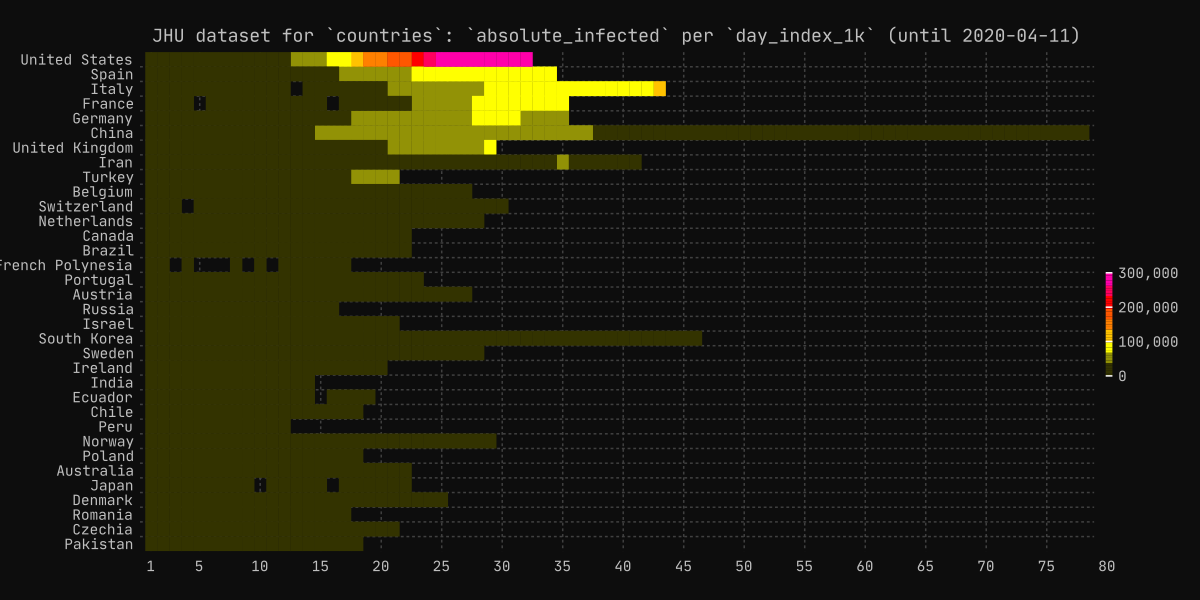 JHU dataset for `countries`: `absolute_infected` per `day_index_1k` (until 2020-04-11)
United States
Spain
Italy
France
Germany
China
United Kingdom
Iran
Turkey
Belgium
Switzerland
Netherlands
Canada
Brazil
French Polynesia
Portugal
Austria
Russia
Israel
South Korea
Sweden
Ireland
India
Ecuador
Chile
Peru
Norway
Poland
Australia
Japan
Denmark
Romania
Czechia
Pakistan
1 5 10 15 20 25 30 35 40 45 50 55 60 65 70 75 80
300,000
200,000
100,000
0